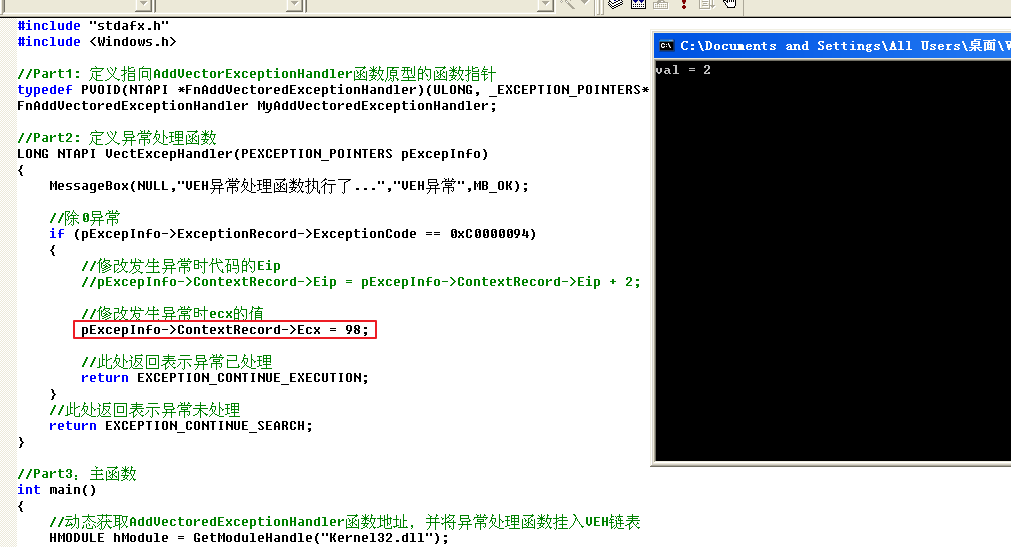 #include "stdafx.h"
#include <Windows.h>
//Part1: 定义指向AddVectorExceptionHandler函数原型的函数指针
typedef PVOID(NTAPI *FnAddVectoredExceptionHandler)(ULONG, _EXCEPTION_POINTERS*
FnAddVectoredExceptionHandler MyAddVectoredExceptionHandler;
//Part2: 定义异常处理函数
LONG NTAPI VectExcepHandler(PEXCEPTION_POINTERS pExcepInfo)
{
MessageBox(NULL,"VEH异常处理函数执行了...","VEH异常",MB_OK);
//除0异常
if (pExcepInfo->ExceptionRecord->ExceptionCode == 0xC0000094)
{
//修改发生异常时代码的Eip
//pExcepInfo->ContextRecord->Eip = pExcepInfo->ContextRecord->Eip + 2;
//修改发生异常时ecx的值
pExcepInfo->ContextRecord->Ecx = 98;
//此处返回表示异常已处理
return EXCEPTION_CONTINUE_EXECUTION;
}
//此处返回表示异常未处理
return EXCEPTION_CONTINUE_SEARCH;
}
//Part3: 主函数
int main()
{
//动态获取AddVectoredExceptionHandler函数地址，并将异常处理函数挂入VEH链表
HMODULE hModule = GetModuleHandle("Kernel32.dll");
C:\Documents and Settings\All Users\桌面\
val = 2